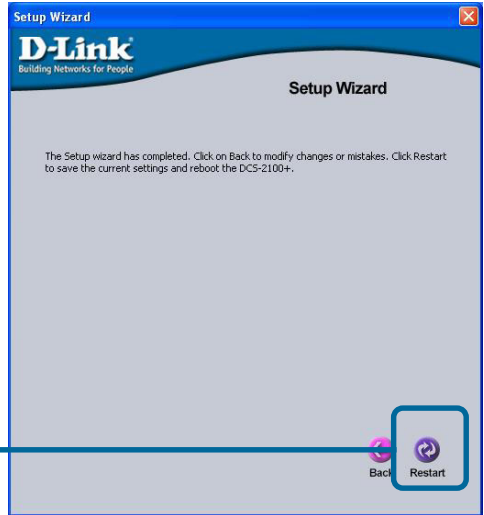 Setup Wizard
D-Link
Building Networks for People
Setup Wizard
The Setup wizard has completed. Click on Back to modify changes or mistakes. Click Restart
to save the current settings and reboot the DCS-2100+.
Back Restart